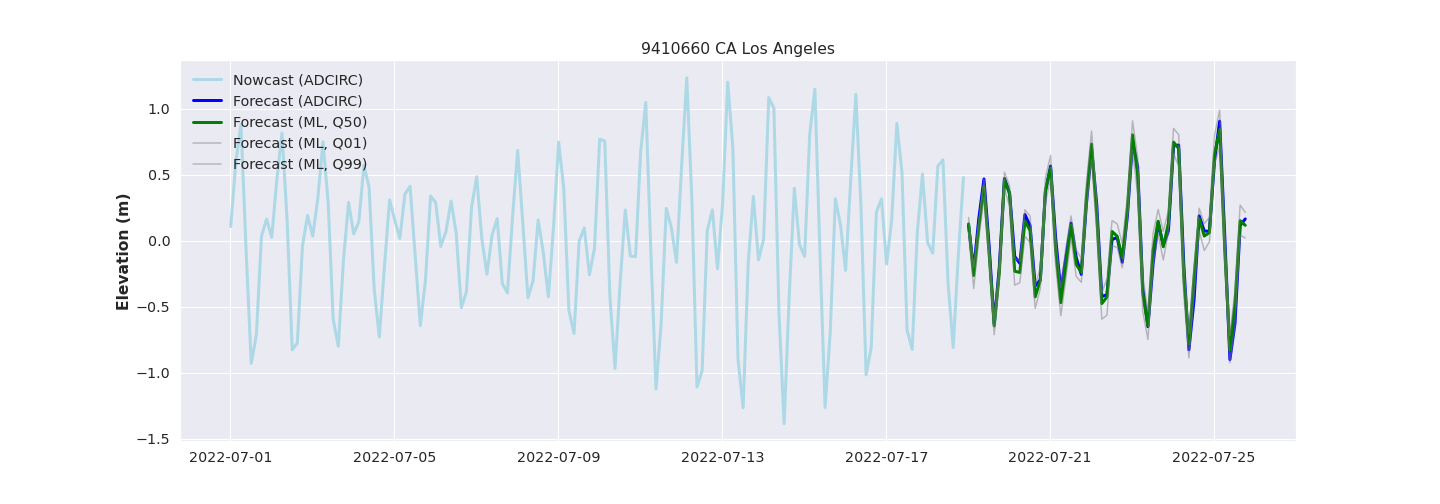 9410660 CA Los Angeles
Nowcast (ADCIRC)
Forecast (ADCIRC)
Forecast (ML, Q50)
Forecast (ML, Q01)
Forecast (ML, Q99)
Elevation (m)
1.0
0.5
0.0
−0.5
−1.0
−1.5
2022-07-01
2022-07-05
2022-07-09
2022-07-13
2022-07-17
2022-07-21
2022-07-25